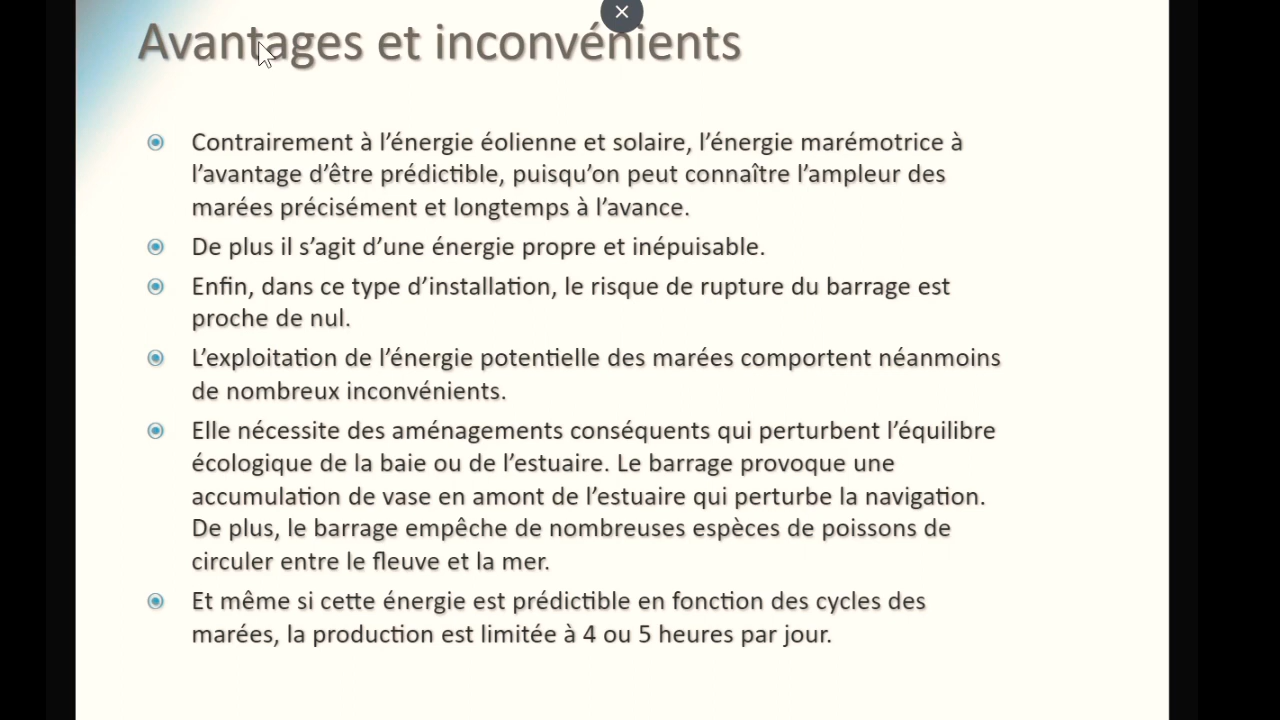 Avantages et inconvénients
Contrairement à l’énergie éolienne et solaire, l’énergie marémotrice à
l’avantage d’être prédictible, puisqu’on peut connaître l’ampleur des
marées précisément et longtemps à l’avance.
De plus il s’agit d’une énergie propre et inépuisable.
Enfin, dans ce type d’installation, le risque de rupture du barrage est
proche de nul.
L’exploitation de l’énergie potentielle des marées comportent néanmoins
de nombreux inconvénients.
Elle nécessite des aménagements conséquents qui perturbent l’équilibre
écologique de la baie ou de l’estuaire. Le barrage provoque une
accumulation de vase en amont de l’estuaire qui perturbe la navigation.
De plus, le barrage empêche de nombreuses espèces de poissons de
circuler entre le fleuve et la mer.
Et même si cette énergie est prédictible en fonction des cycles des
marées, la production est limitée à 4 ou 5 heures par jour.